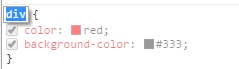 div {
color: red;
background-color: #333;
}